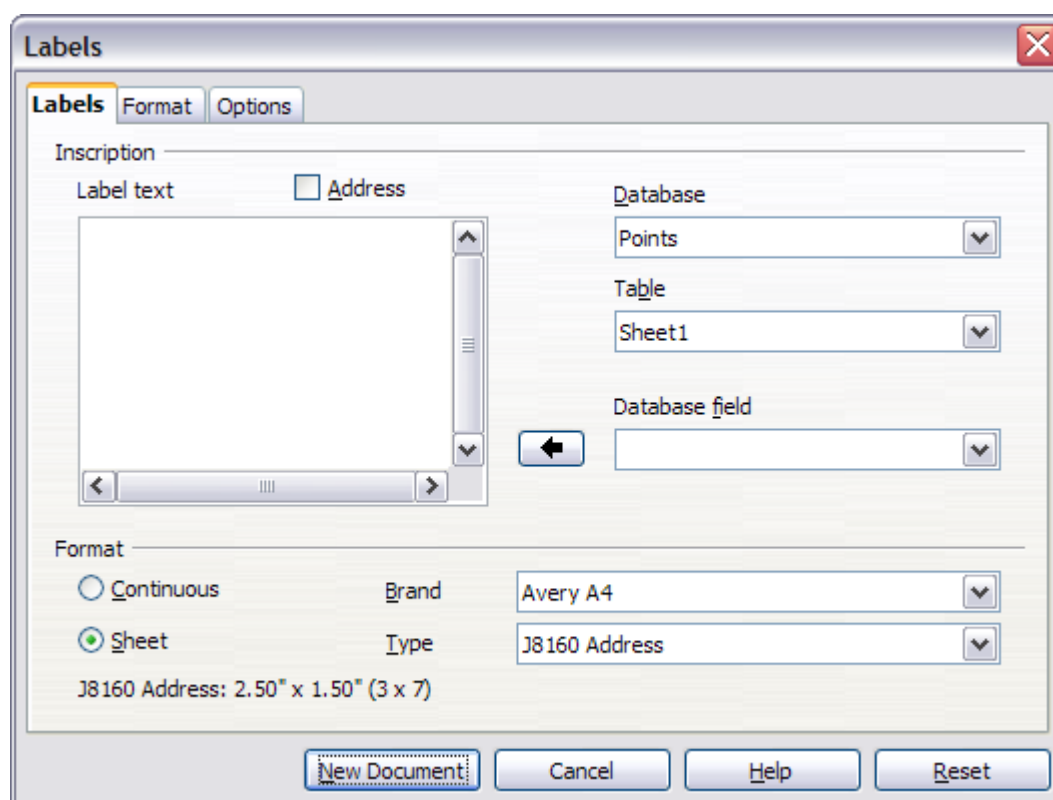 Labels
Labels Format Options
Inscription
Label text Address
Database
Points
Table
Sheet1
Database field
Format
Continuous Brand Avery A4
Sheet Type J8160 Address
J8160 Address: 2.50" x 1.50" (3 x 7)
New Document Cancel Help Reset